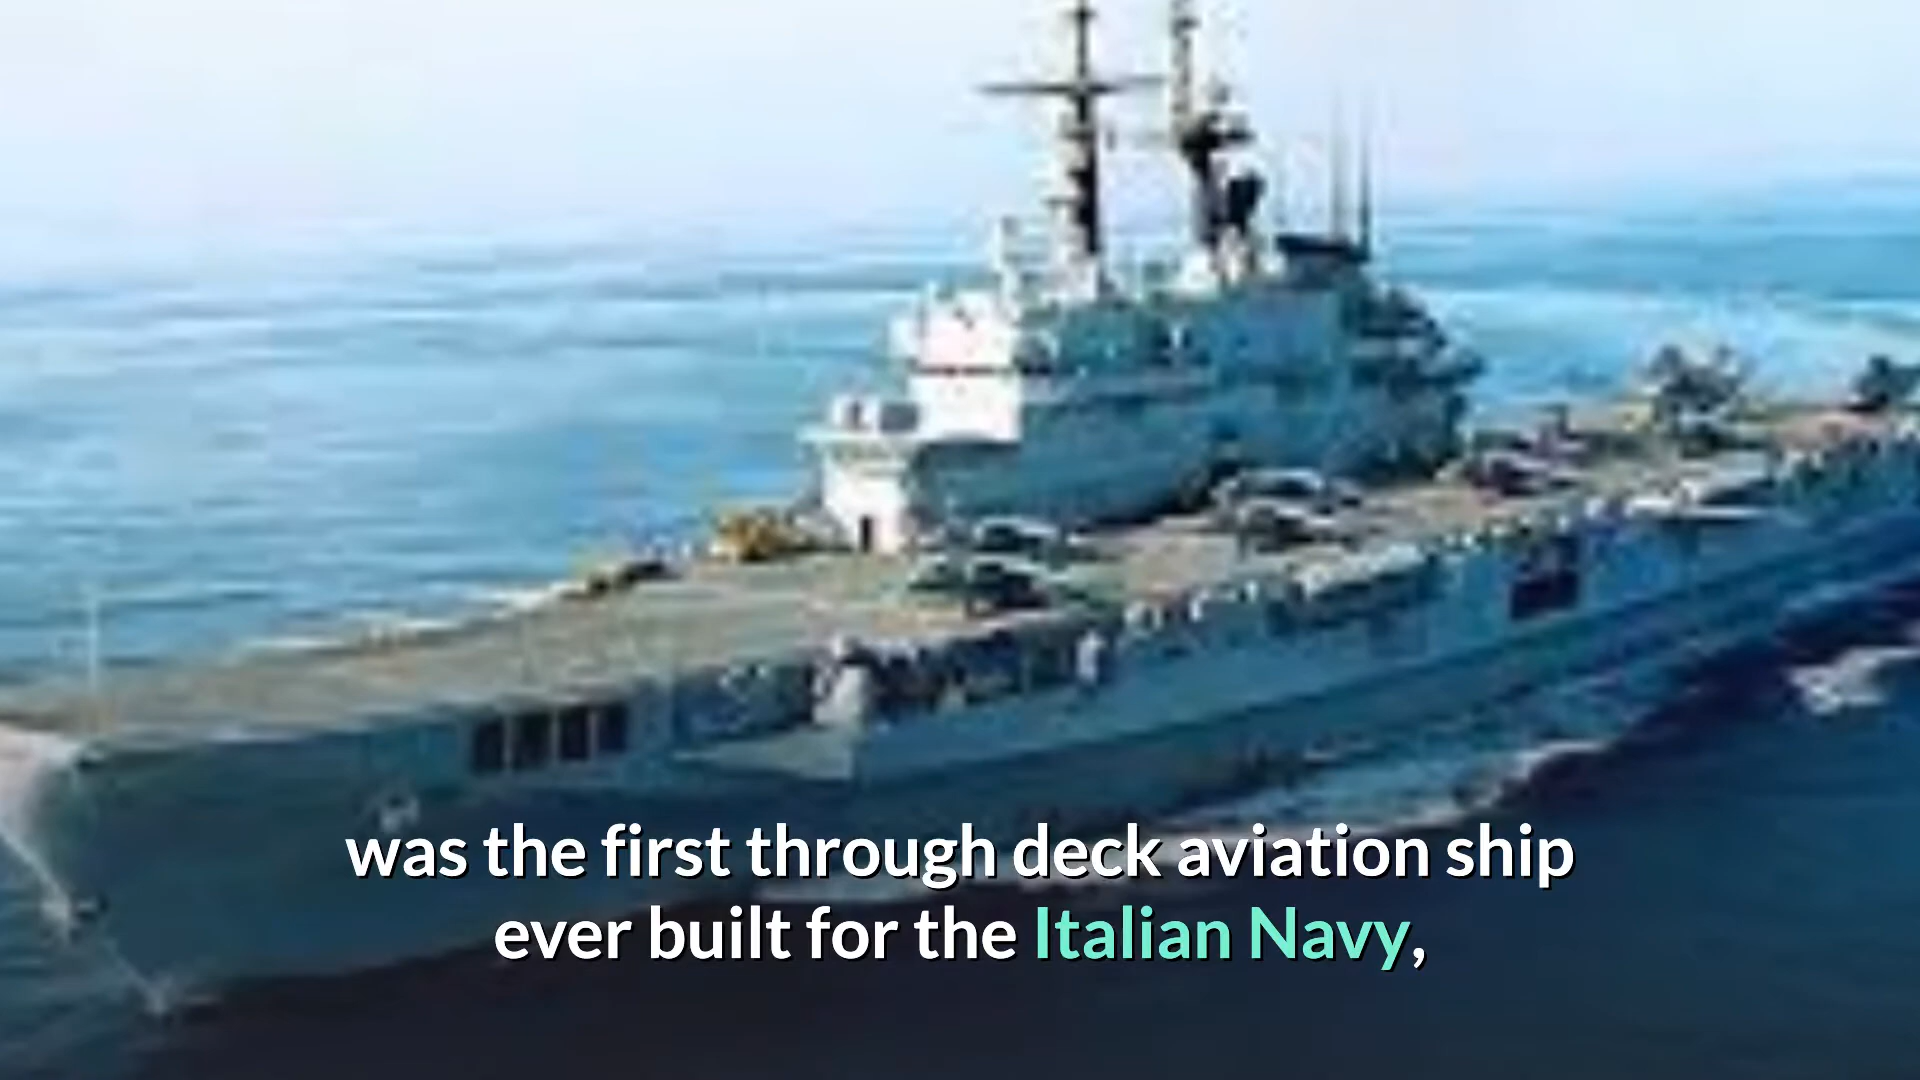 was the first through deck aviation ship
ever built for the Italian Navy,